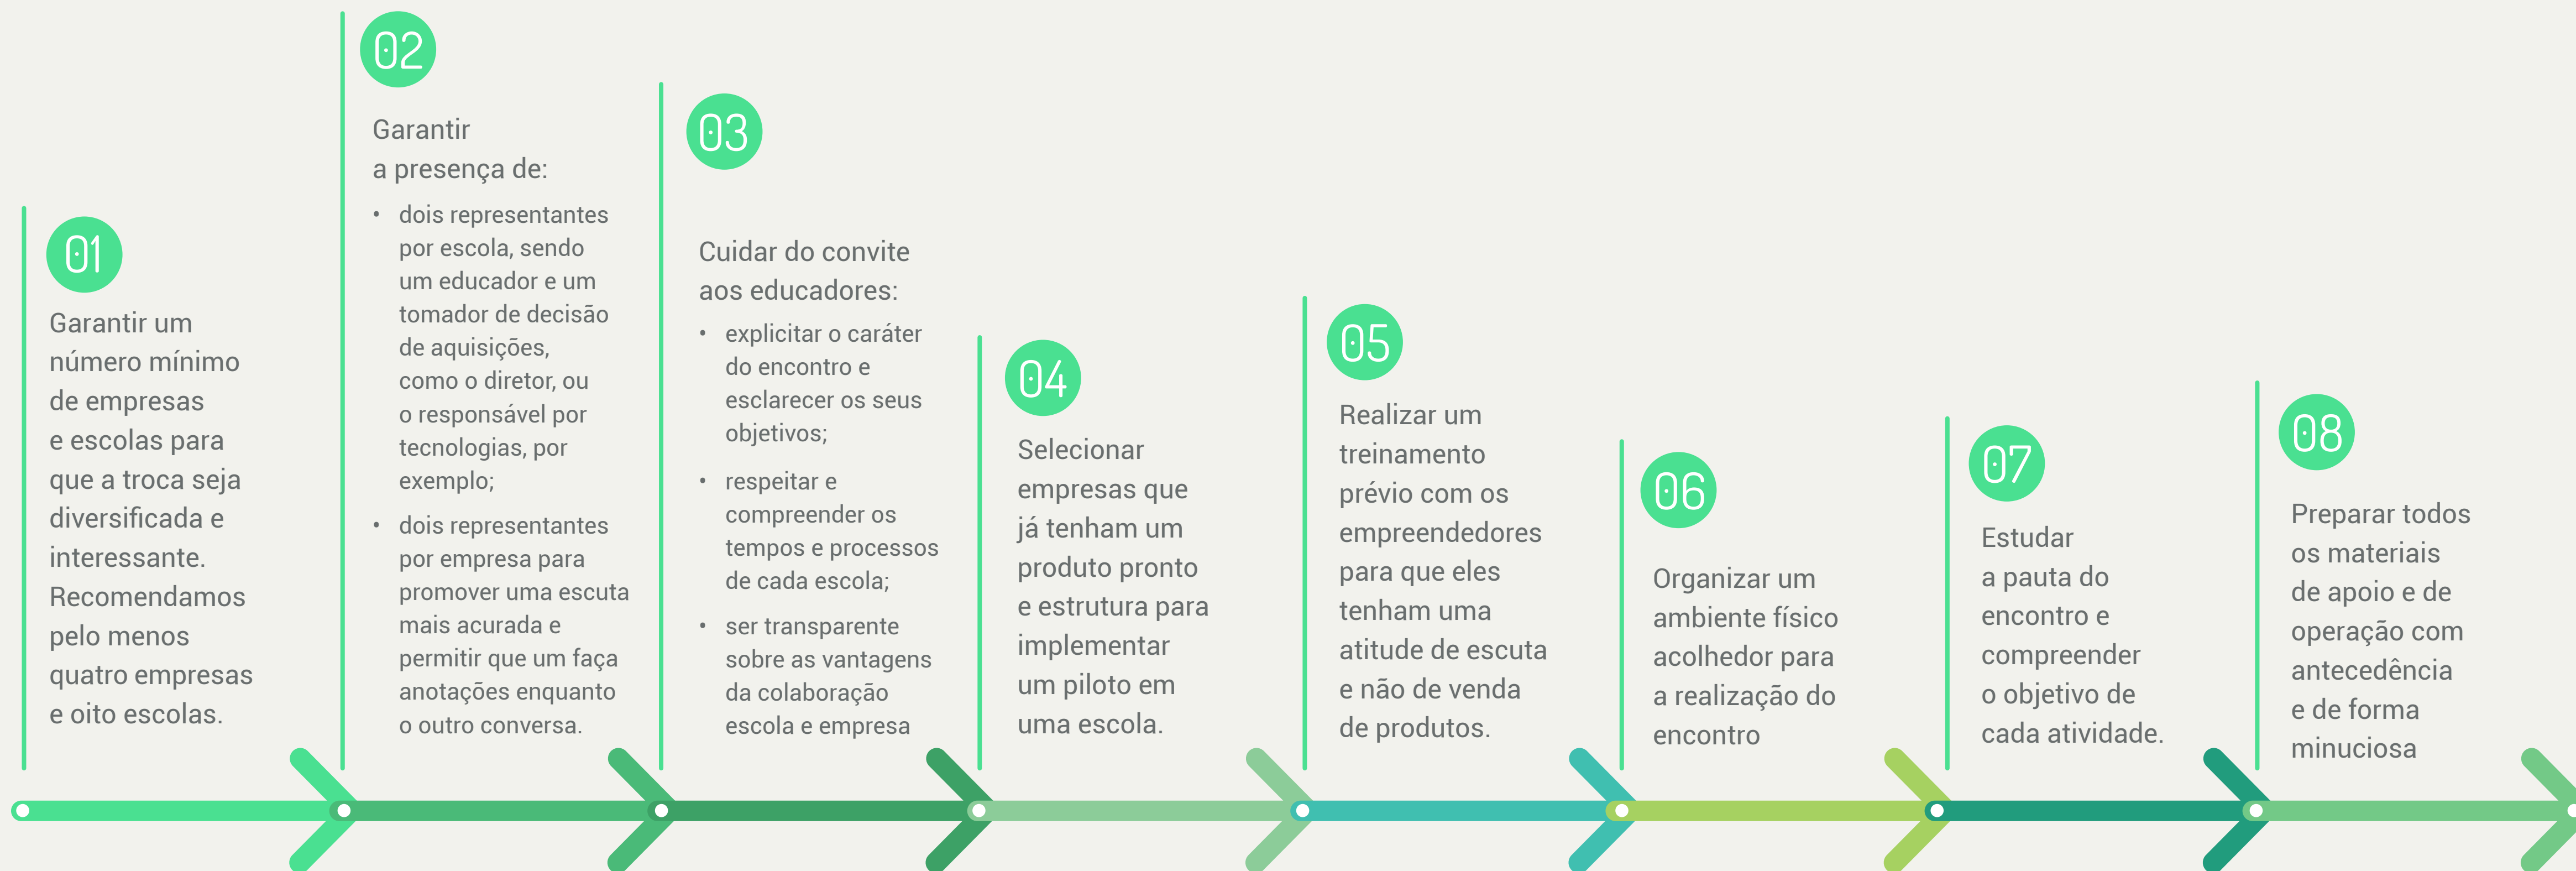 01
Garantir um
número mínimo
de empresas
e escolas para
que a troca seja
diversificada e
interessante.
Recomendamos
pelo menos
quatro empresas
e oito escolas.
02
Garantir
a presença de:
• dois representantes
por escola, sendo
um educador e um
tomador de decisão
de aquisições,
como o diretor, ou
o responsável por
tecnologias, por
exemplo;
• dois representantes
por empresa para
promover uma escuta
mais acurada e
permitir que um faça
anotações enquanto
o outro conversa.
03
Cuidar do convite
aos educadores:
• explicitar o caráter
do encontro e
esclarecer os seus
objetivos;
• respeitar e
compreender os
tempos e processos
de cada escola;
• ser transparente
sobre as vantagens
da colaboração
escola e empresa
04
Selecionar
empresas que
já tenham um
produto pronto
e estrutura para
implementar
um piloto em
uma escola.
05
Realizar um
treinamento
prévio com os
empreendedores
para que eles
tenham uma
atitude de escuta
e não de venda
de produtos.
06
Organizar um
ambiente físico
acolhedor para
a realização do
encontro
07
Estudar
a pauta do
encontro e
compreender
o objetivo de
cada atividade.
08
Preparar todos
os materiais
de apoio e de
operação com
antecedência
e de forma
minuciosa